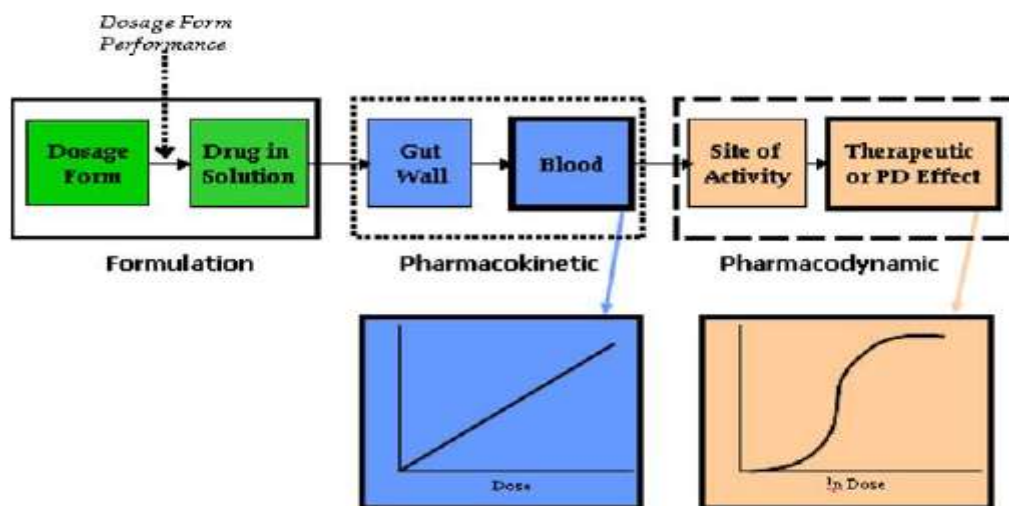 Dosage Form
Performance
Dosage
Form
Drug in
Solution
Gut
Wall
Blood
Site of
Activity
Therapeutic
or PD Effect
Formulation
Pharmacokinetic
Pharmacodynamic
Dose
ln Dose